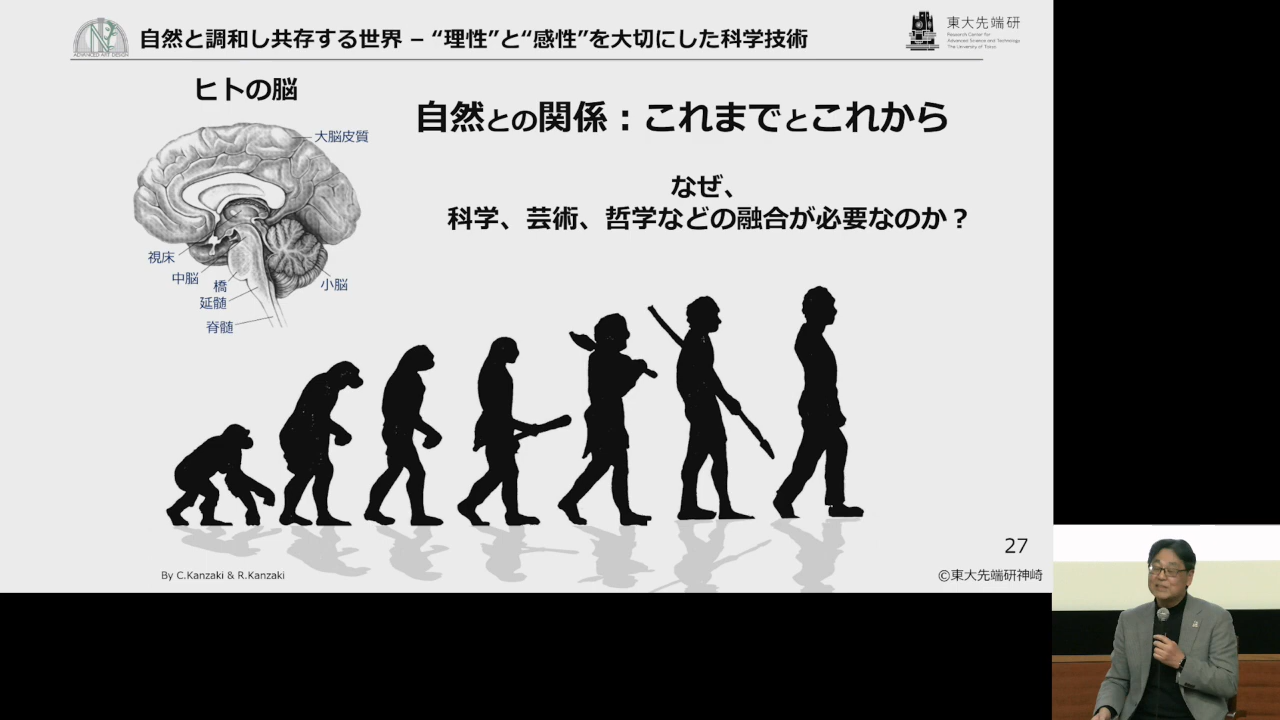 自然と調和し共存する世界 – “理性”と“感性”を大切にした科学技術
東大先端研
Research Center for
Advanced Science and Technology
The University of Tokyo
ADVANCED ART DESIGN
ヒトの脳
大脳皮質
視床
中脳
橋
延髄
脊髄
小脳
自然との関係：これまでとこれから
なぜ、
科学、芸術、哲学などの融合が必要なのか？
27
By C.Kanzaki & R.Kanzaki
©東大先端研神崎